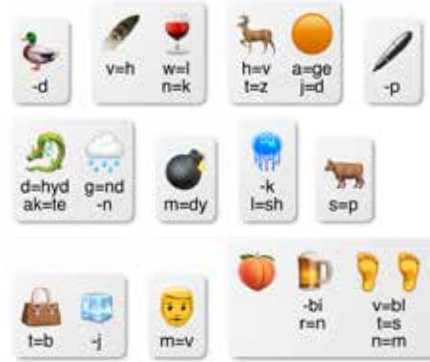 -d
v=h w=l
n=k
h=v a=ge
t=z j=d
-p
d=hyd g=nd
ak=te -n
m=dy
-k
l=sh
s=p
t=b -j
m=v
-bi v=bl
r=n t=s
n=m